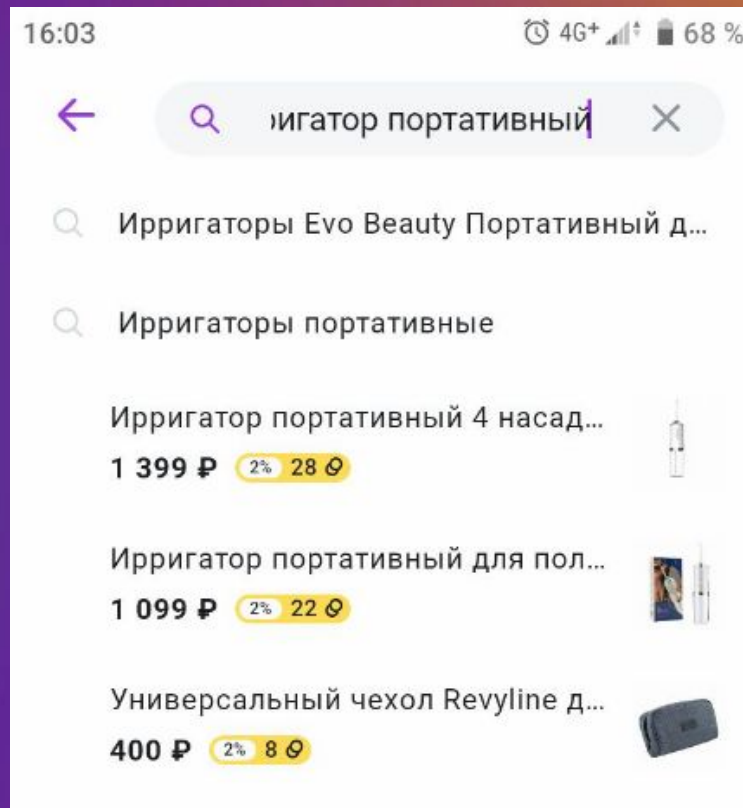 16:03 4G+ 68 %
ригатор портативный
Ирригаторы Evo Beauty Портативный д...
Ирригаторы портативные
Ирригатор портативный 4 насад...
1 399 ₽ 2% 28
Ирригатор портативный для пол...
1 099 ₽ 2% 22
Универсальный чехол Revyline д...
400 ₽ 2% 8